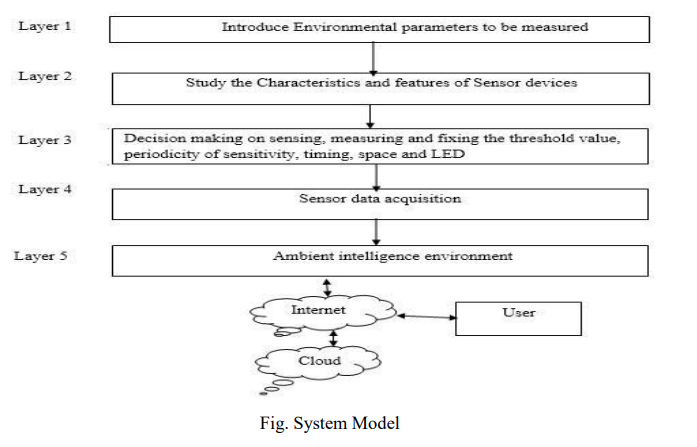 Layer 1
Introduce Environmental parameters to be measured
Layer 2
Study the Characteristics and features of Sensor devices
Layer 3
Decision making on sensing, measuring and fixing the threshold value,
periodicity of sensitivity, timing, space and LED
Layer 4
Sensor data acquisition
Layer 5
Ambient intelligence environment
Internet
User
Cloud
Fig. System Model